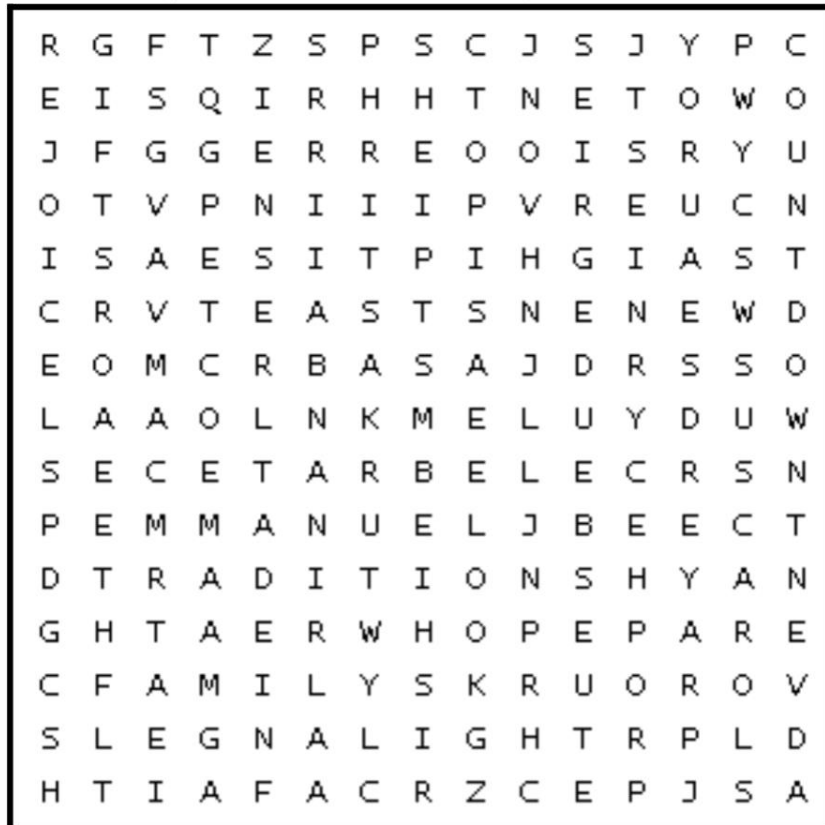 R G F T Z S P S C J S J Y P C
E I S Q I R H H T N E T O W O
J F G G E R R E O O I S R Y U
O T V P N I I I P V R E U C N
I S A E S I T P I H G I A S T
C R V T E A S T S N E N E W D
E O M C R B A S A J D R S S O
L A A O L N K M E L U Y D U W
S E C E T A R B E L E C R S N
P E M M A N U E L J B E E C T
D T R A D I T I O N S H Y A N
G H T A E R W H O P E P A R E
C F A M I L Y S K R U O R O V
S L E G N A L I G H T R P L D
H T I A F A C R Z C E P J S A